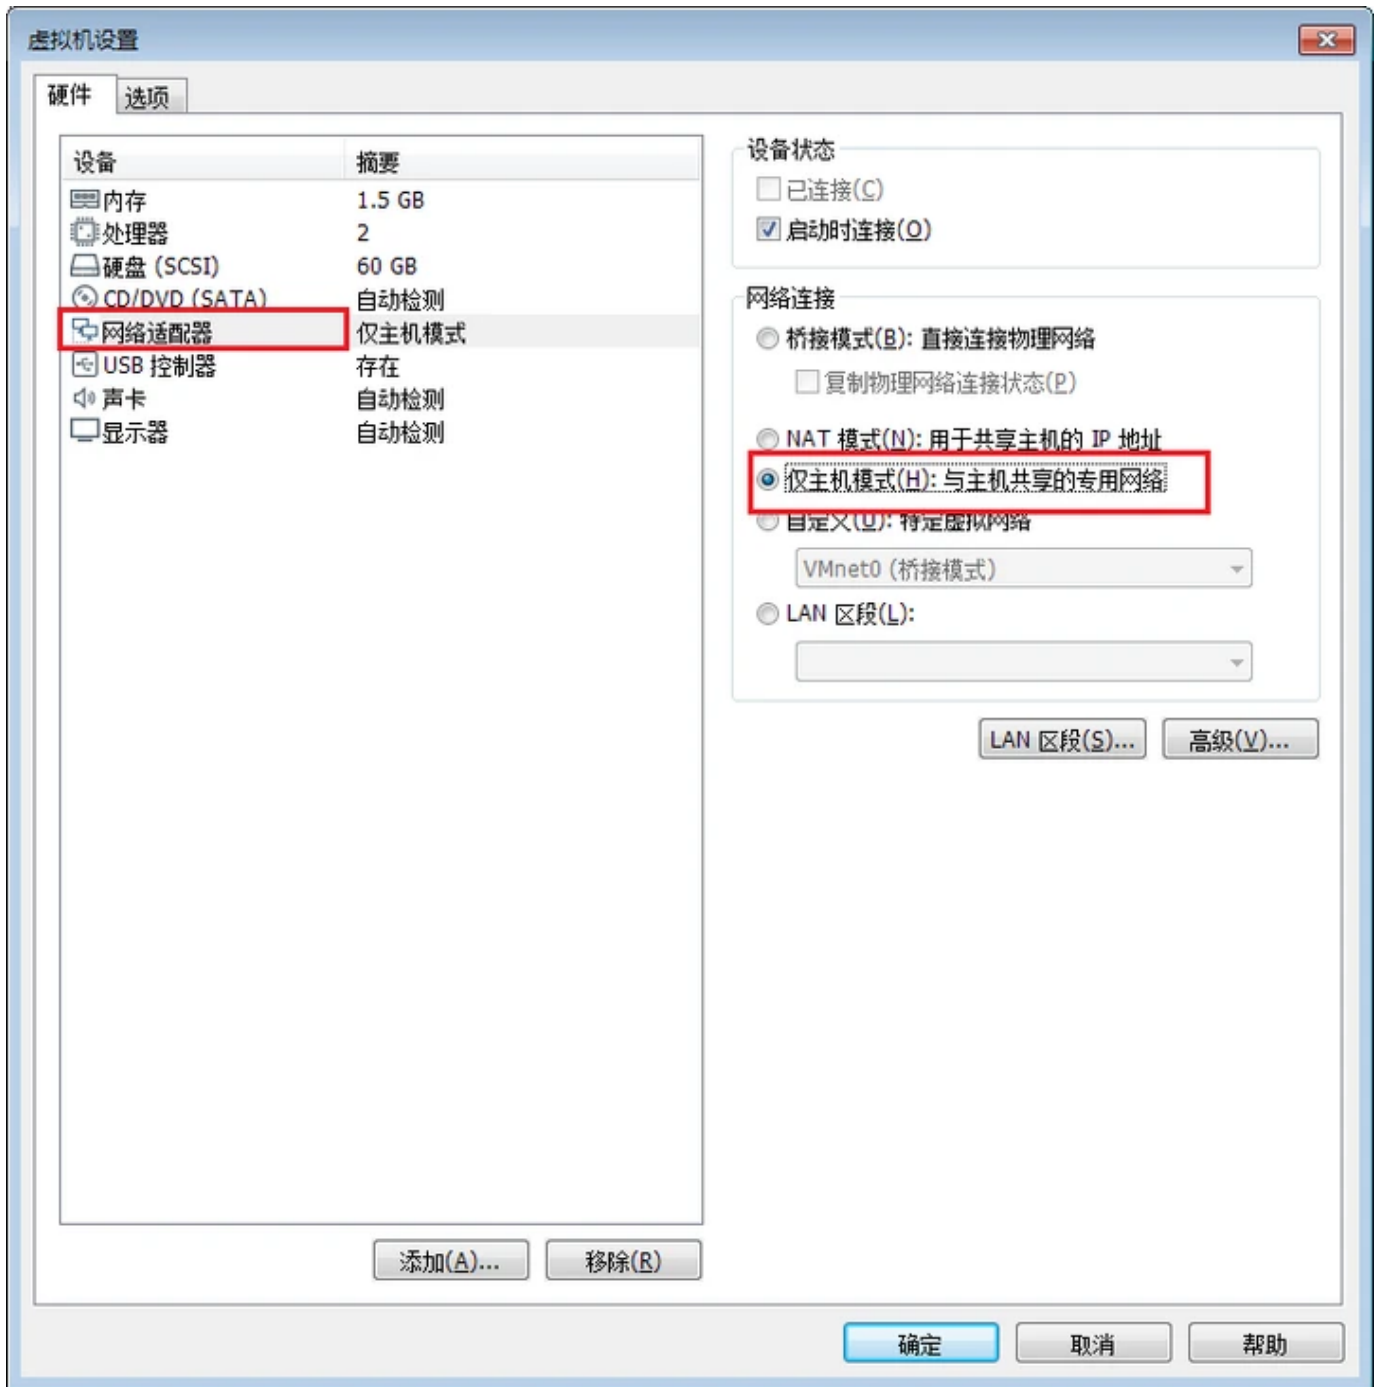 虚拟机设置
硬件
选项
设备 摘要
内存 1.5 GB
处理器 2
硬盘 (SCSI) 60 GB
CD/DVD (SATA) 自动检测
网络适配器 仅主机模式
USB 控制器 存在
声卡 自动检测
显示器 自动检测
添加(A)...
移除(R)
设备状态
已连接(C)
启动时连接(O)
网络连接
桥接模式(B): 直接连接物理网络
复制物理网络连接状态(P)
NAT 模式(N): 用于共享主机的 IP 地址
仅主机模式(H): 与主机共享的专用网络
自定义(U): 特定虚拟网络
VMnet0 (桥接模式)
LAN 区段(L):
LAN 区段(S)...
高级(V)...
确定
取消
帮助